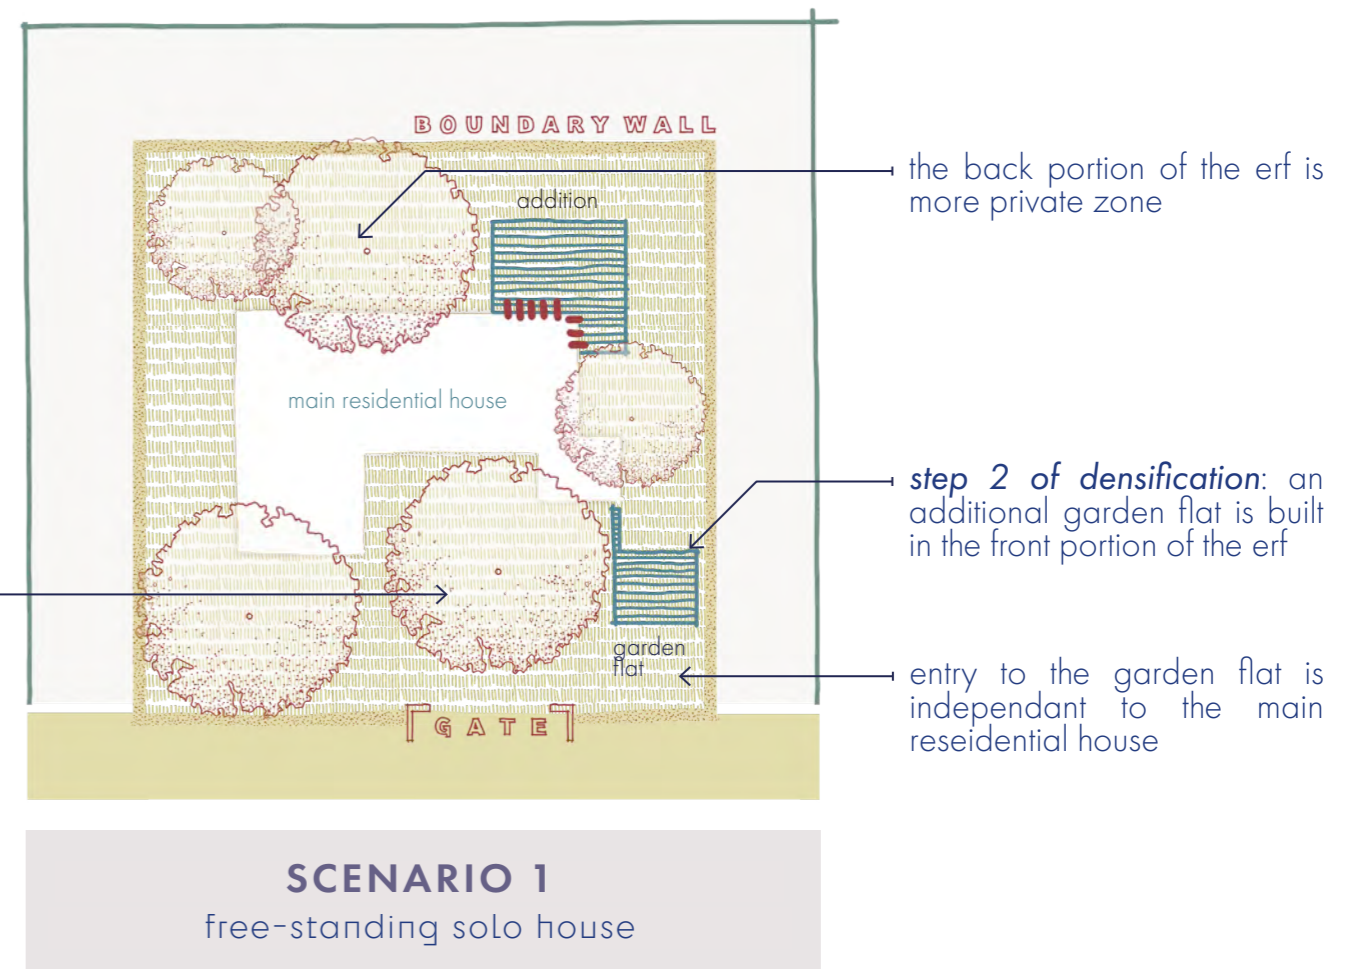 BOUNDARY WALL
the back portion of the erf is
more private zone
addition
main residential house
step 2 of densification: an
additional garden flat is built
in the front portion of the erf
garden
flat
entry to the garden flat is
independant to the main
reseidential house
GATE
SCENARIO 1
free-standing solo house